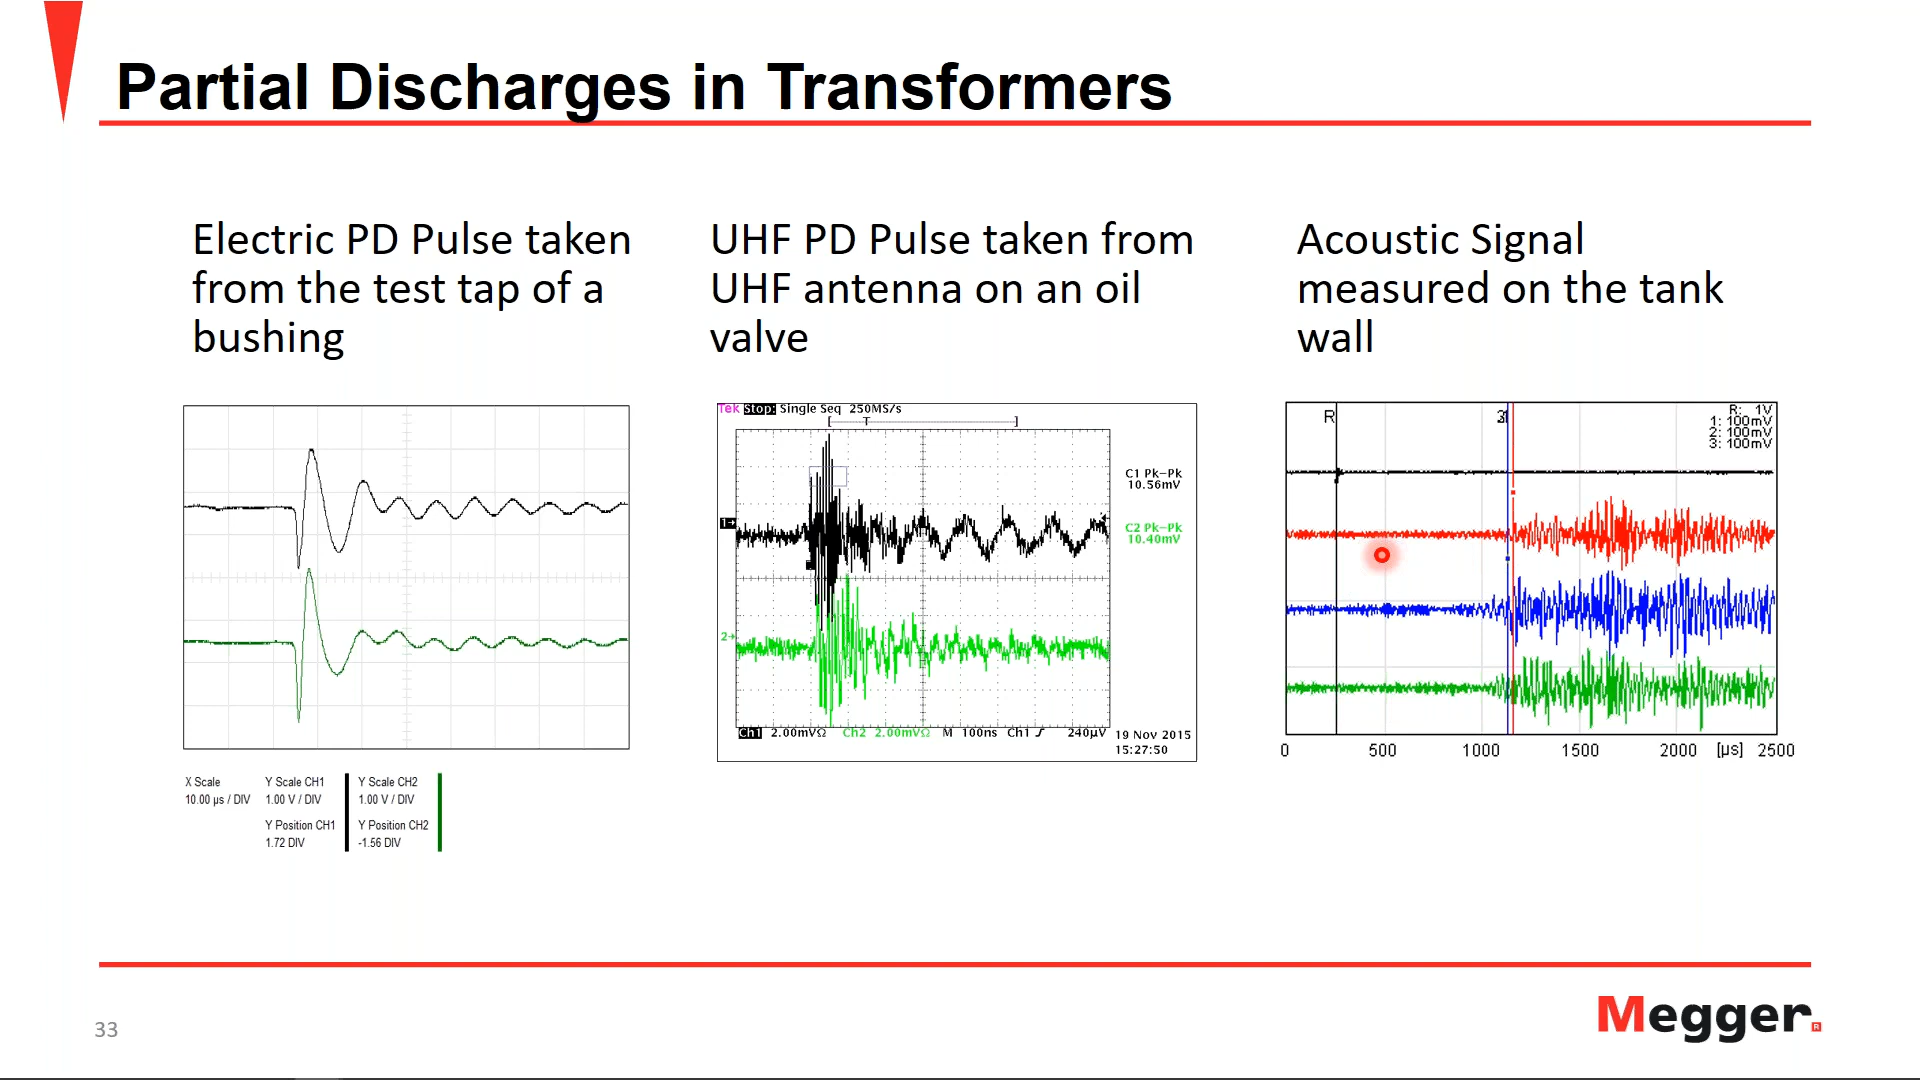 Partial Discharges in Transformers
Electric PD Pulse taken
from the test tap of a
bushing
UHF PD Pulse taken from
UHF antenna on an oil
valve
Acoustic Signal
measured on the tank
wall
X Scale
10.00 µs / DIV
Y Scale CH1
1.00 V / DIV
Y Position CH1
1.72 DIV
Y Scale CH2
1.00 V / DIV
Y Position CH2
-1.56 DIV
Tek Stop: Single Seq 250MS/s
T
1→
2→
C1 Pk–Pk
10.56mV
C2 Pk–Pk
10.40mV
Ch1 2.00mVΩ Ch2 2.00mVΩ M 100ns Ch1 240µV
19 Nov 2015
15:27:50
R
R: 1V
1: 100mV
2: 100mV
3: 100mV
0 500 1000 1500 2000 [µs] 2500
33
Megger